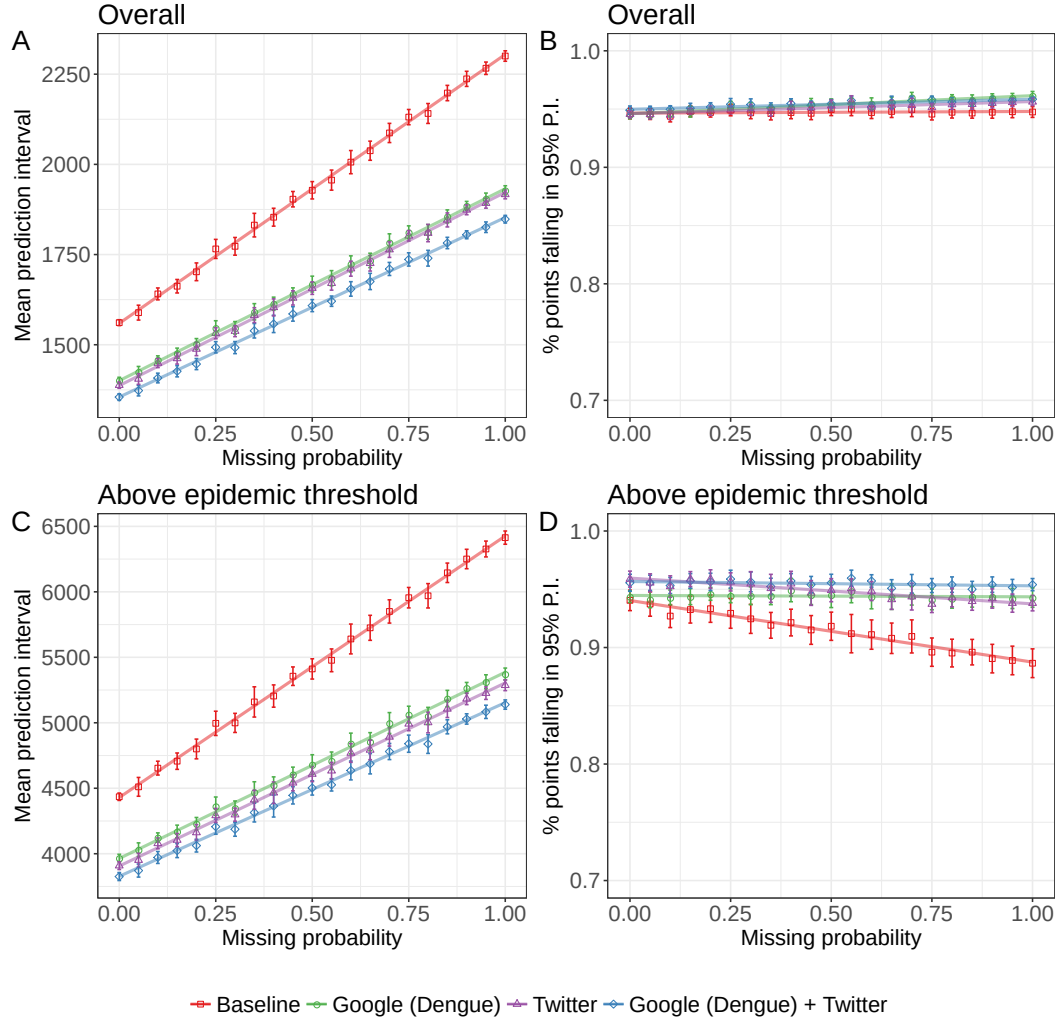 Overall
A
Mean prediction interval
2250
2000
1750
1500
0.00 0.25 0.50 0.75 1.00
Missing probability
Overall
B
% points falling in 95% P.I.
1.0
0.9
0.8
0.7
0.00 0.25 0.50 0.75 1.00
Missing probability
Above epidemic threshold
C
Mean prediction interval
6500
6000
5500
5000
4500
4000
0.00 0.25 0.50 0.75 1.00
Missing probability
Above epidemic threshold
D
% points falling in 95% P.I.
1.0
0.9
0.8
0.7
0.00 0.25 0.50 0.75 1.00
Missing probability
Baseline Google (Dengue) Twitter Google (Dengue) + Twitter